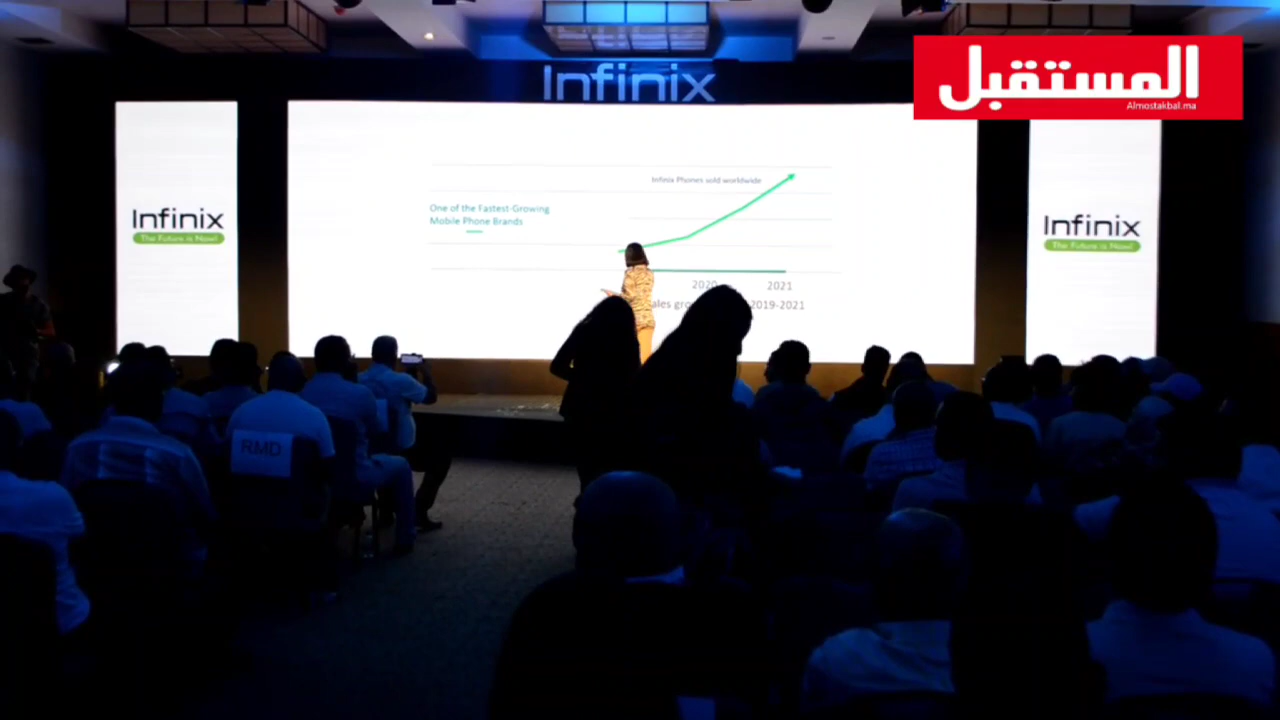 Infinix
المستقبل
Almostakbal.ma
Infinix
The Future is Now!
Infinix Phones sold worldwide
One of the Fastest-Growing
Mobile Phone Brands
2020
2021
2019-2021
Infinix
The Future is Now!
RMD